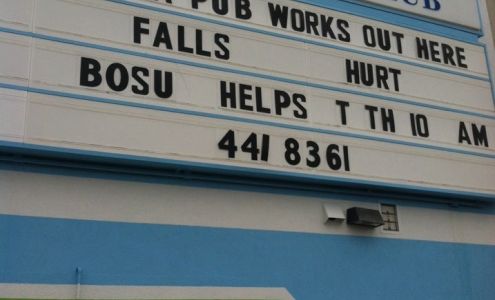 PUB WORKS OUT HERE
FALLS HURT
BOSU HELPS T TH 10 AM
441 8361